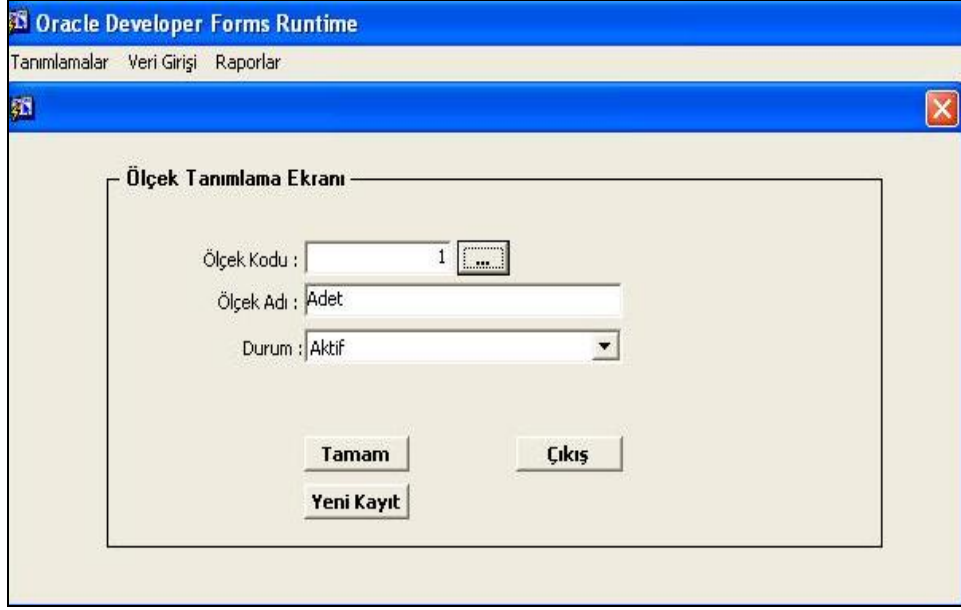 Oracle Developer Forms Runtime
Tanımlamalar Veri Girişi Raporlar
Ölçek Tanımlama Ekranı
Ölçek Kodu : 1 ...
Ölçek Adı : Adet
Durum : Aktif
Tamam Çıkış
Yeni Kayıt